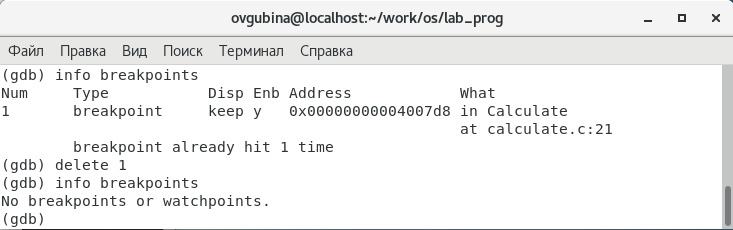 ovgubina@localhost:~/work/os/lab_prog
Файл Правка Вид Поиск Терминал Справка
(gdb) info breakpoints
Num     Type           Disp Enb Address            What
1       breakpoint     keep y   0x00000000004007d8 in Calculate
                                                   at calculate.c:21
        breakpoint already hit 1 time
(gdb) delete 1
(gdb) info breakpoints
No breakpoints or watchpoints.
(gdb)